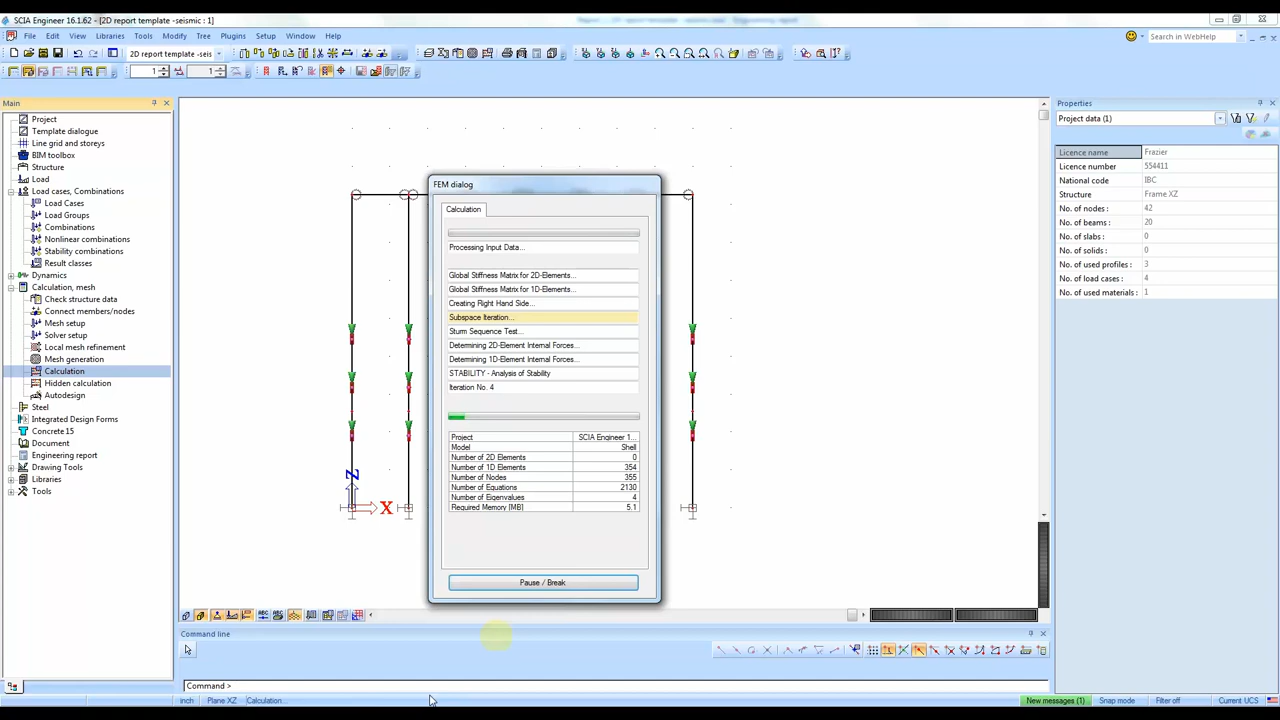 SCIA Engineer 16.1.62 - [2D report template -seismic : 1]
File Edit View Libraries Tools Modify Tree Plugins Setup Window Help
Search in WebHelp
2D report template -seis
1
1
Main
Project
Template dialogue
Line grid and storeys
BIM toolbox
Structure
Load
Load cases, Combinations
Load Cases
Load Groups
Combinations
Nonlinear combinations
Stability combinations
Result classes
Dynamics
Calculation, mesh
Check structure data
Connect members/nodes
Mesh setup
Solver setup
Local mesh refinement
Mesh generation
Calculation
Hidden calculation
Autodesign
Steel
Integrated Design Forms
Concrete 15
Document
Engineering report
Drawing Tools
Libraries
Tools
Z
X
FEM dialog
Calculation
Processing Input Data...
Global Stiffness Matrix for 2D-Elements...
Global Stiffness Matrix for 1D-Elements...
Creating Right Hand Side...
Subspace Iteration...
Sturm Sequence Test...
Determining 2D-Element Internal Forces...
Determining 1D-Element Internal Forces...
STABILITY - Analysis of Stability
Iteration No. 4
Project SCIA Engineer 1...
Model Shell
Number of 2D Elements 0
Number of 1D Elements 354
Number of Nodes 355
Number of Equations 2130
Number of Eigenvalues 4
Required Memory [MB] 5.1
Pause / Break
Properties
Project data (1)
Licence name Frazier
Licence number 554411
National code IBC
Structure Frame XZ
No. of nodes : 42
No. of beams : 20
No. of slabs : 0
No. of solids : 0
No. of used profiles : 3
No. of load cases : 4
No. of used materials : 1
Command line
Command >
inch Plane XZ Calculation... New messages (1) Snap mode Filter off Current UCS